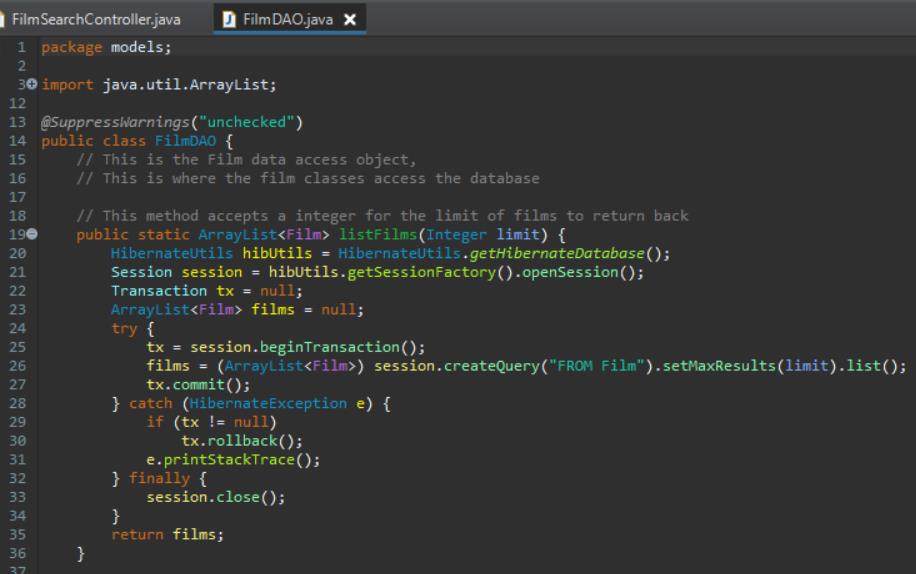 FilmSearchController.java FilmDAO.java
1 package models;
2
3 import java.util.ArrayList;
12
13 @SuppressWarnings("unchecked")
14 public class FilmDAO {
15     // This is the Film data access object,
16     // This is where the film classes access the database
17
18     // This method accepts a integer for the limit of films to return back
19     public static ArrayList<Film> listFilms(Integer limit) {
20         HibernateUtils hibUtils = HibernateUtils.getHibernateDatabase();
21         Session session = hibUtils.getSessionFactory().openSession();
22         Transaction tx = null;
23         ArrayList<Film> films = null;
24         try {
25             tx = session.beginTransaction();
26             films = (ArrayList<Film>) session.createQuery("FROM Film").setMaxResults(limit).list();
27             tx.commit();
28         } catch (HibernateException e) {
29             if (tx != null)
30                 tx.rollback();
31             e.printStackTrace();
32         } finally {
33             session.close();
34         }
35         return films;
36     }
37